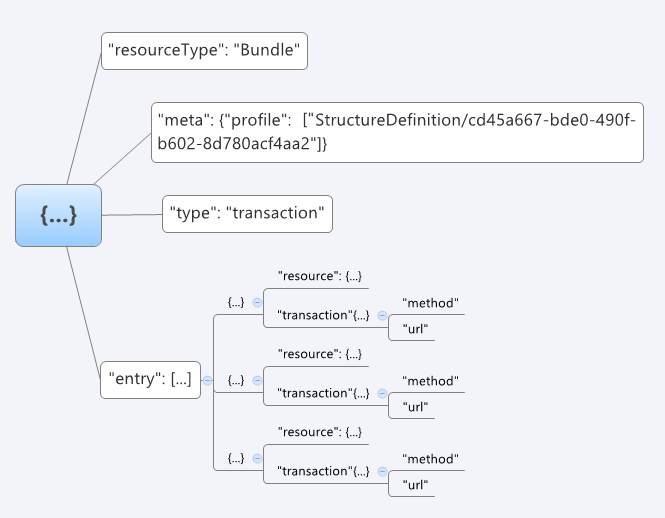 "resourceType": "Bundle"
"meta": {"profile":  ["StructureDefinition/cd45a667-bde0-490f-
b602-8d780acf4aa2"]}
{...}
"type": "transaction"
"entry": [...]
{...}
"resource": {...}
"transaction"{...}
"method"
"url"
{...}
"resource": {...}
"transaction"{...}
"method"
"url"
{...}
"resource": {...}
"transaction"{...}
"method"
"url"